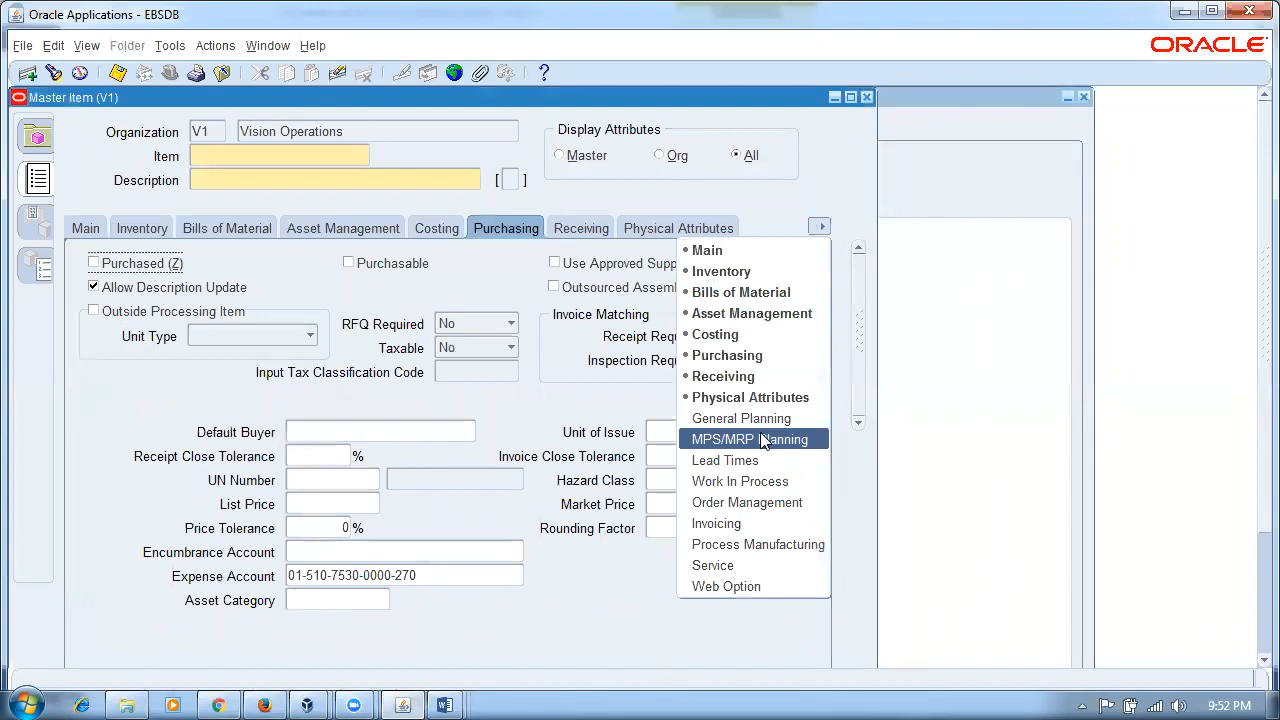 Oracle Applications - EBSDB
File Edit View Folder Tools Actions Window Help
ORACLE
Master Item (V1)
Organization V1 Vision Operations
Display Attributes
Item
Master Org All
Description [ ]
Main Inventory Bills of Material Asset Management Costing Purchasing Receiving Physical Attributes
Purchased (Z) Purchasable Use Approved Supp
Allow Description Update Outsourced Assem
Outside Processing Item
Unit Type
RFQ Required No
Taxable No
Input Tax Classification Code
Invoice Matching
Receipt Requ
Inspection Requ
Default Buyer Unit of Issue
Receipt Close Tolerance % Invoice Close Tolerance
UN Number Hazard Class
List Price Market Price
Price Tolerance 0 % Rounding Factor
Encumbrance Account
Expense Account 01-510-7530-0000-270
Asset Category
• Main
• Inventory
• Bills of Material
• Asset Management
• Costing
• Purchasing
• Receiving
• Physical Attributes
General Planning
MPS/MRP Planning
Lead Times
Work In Process
Order Management
Invoicing
Process Manufacturing
Service
Web Option
9:52 PM